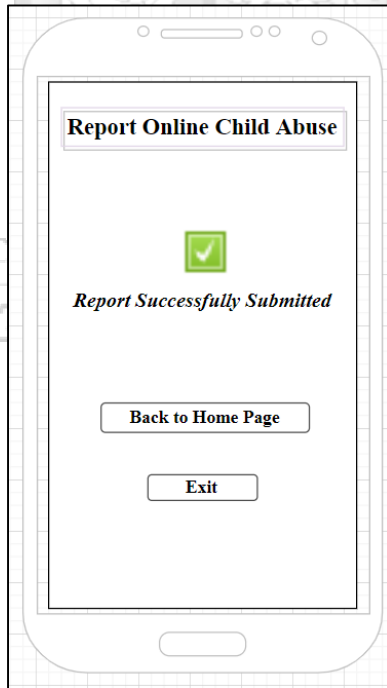 Report Online Child Abuse
Report Successfully Submitted
Back to Home Page
Exit